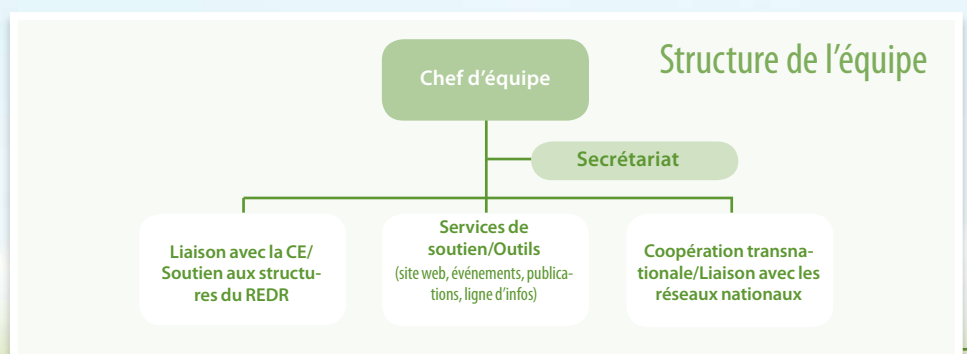 Structure de l'équipe
Chef d'équipe
Secrétariat
Liaison avec la CE/
Soutien aux structu-
res du REDR
Services de
soutien/Outils
(site web, événements, publica-
tions, ligne d'infos)
Coopération transna-
tionale/Liaison avec les
réseaux nationaux